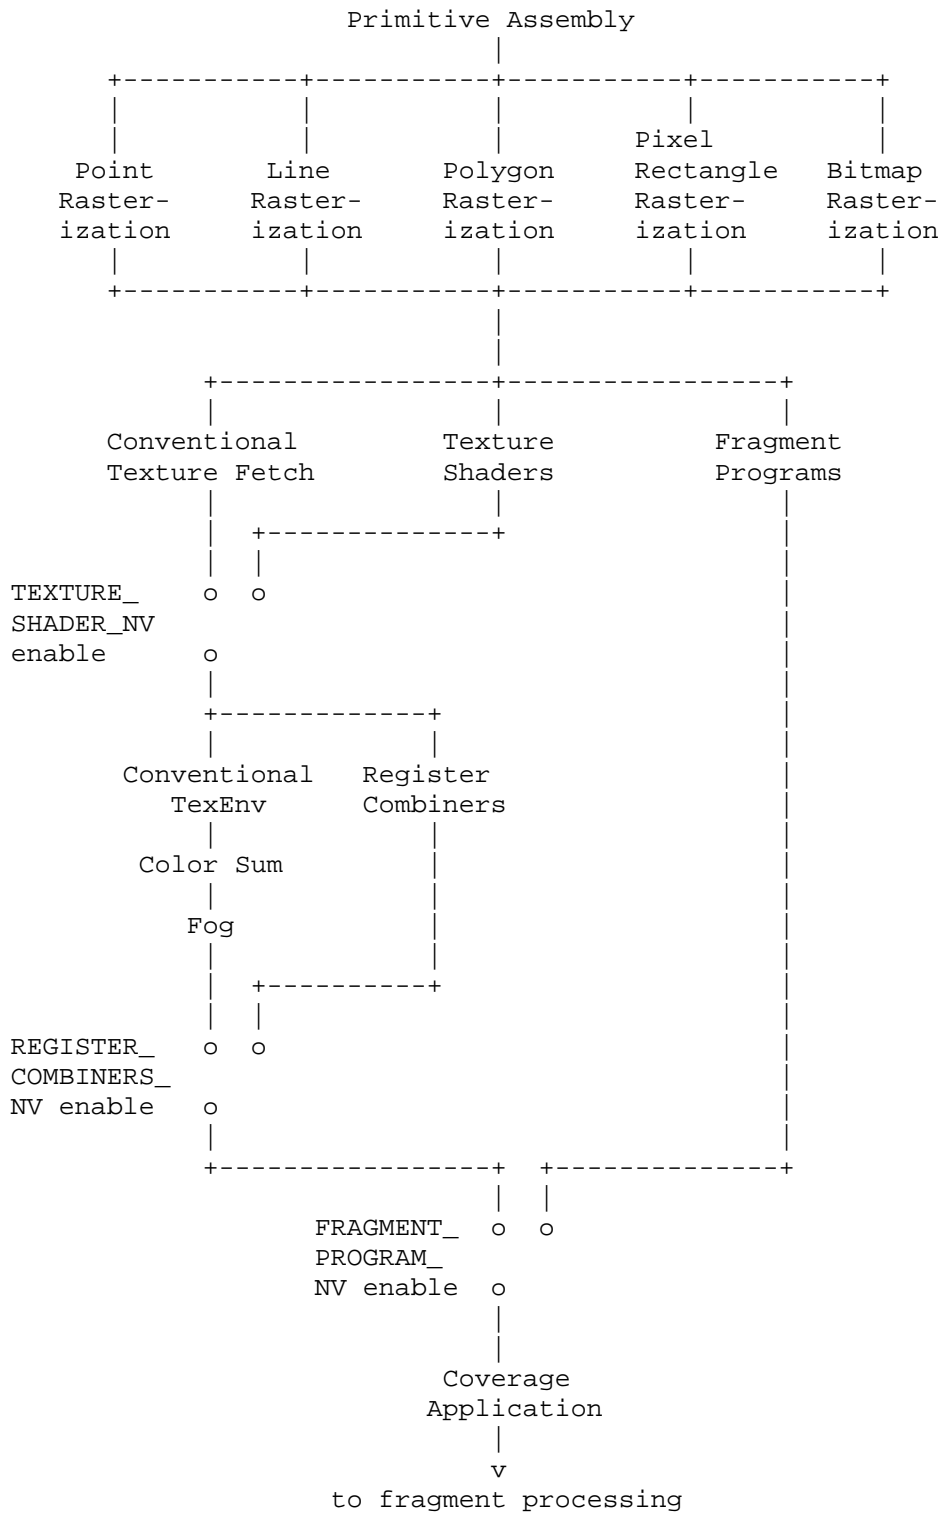 Primitive Assembly
Pixel
Point Line Polygon Rectangle Bitmap
Raster- Raster- Raster- Raster- Raster-
ization ization ization ization ization
Conventional Texture Fragment
Texture Fetch Shaders Programs
TEXTURE_ o o
SHADER_NV
enable o
Conventional Register
TexEnv Combiners
Color Sum
Fog
REGISTER_ o o
COMBINERS_
NV enable o
FRAGMENT_ o o
PROGRAM_
NV enable o
Coverage
Application
v
to fragment processing